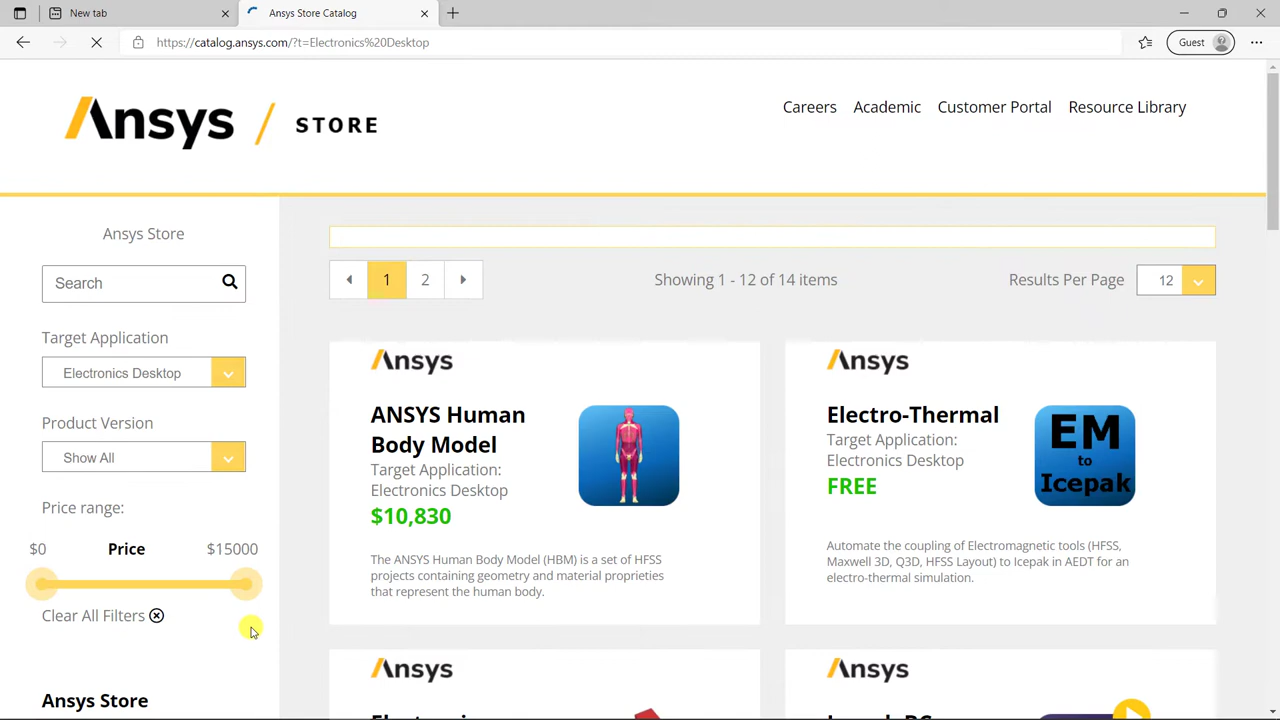 New tab
Ansys Store Catalog
https://catalog.ansys.com/?t=Electronics%20Desktop
Guest
Ansys / STORE
Careers Academic Customer Portal Resource Library
Ansys Store
Search
Target Application
Electronics Desktop
Product Version
Show All
Price range:
$0 Price $15000
Clear All Filters
Ansys Store
1 2
Showing 1 - 12 of 14 items
Results Per Page 12
Ansys
ANSYS Human
Body Model
Target Application:
Electronics Desktop
$10,830
The ANSYS Human Body Model (HBM) is a set of HFSS
projects containing geometry and material proprieties
that represent the human body.
Ansys
Electro-Thermal
Target Application:
Electronics Desktop
FREE
EM
to
Icepak
Automate the coupling of Electromagnetic tools (HFSS,
Maxwell 3D, Q3D, HFSS Layout) to Icepak in AEDT for an
electro-thermal simulation.
Ansys
Ansys